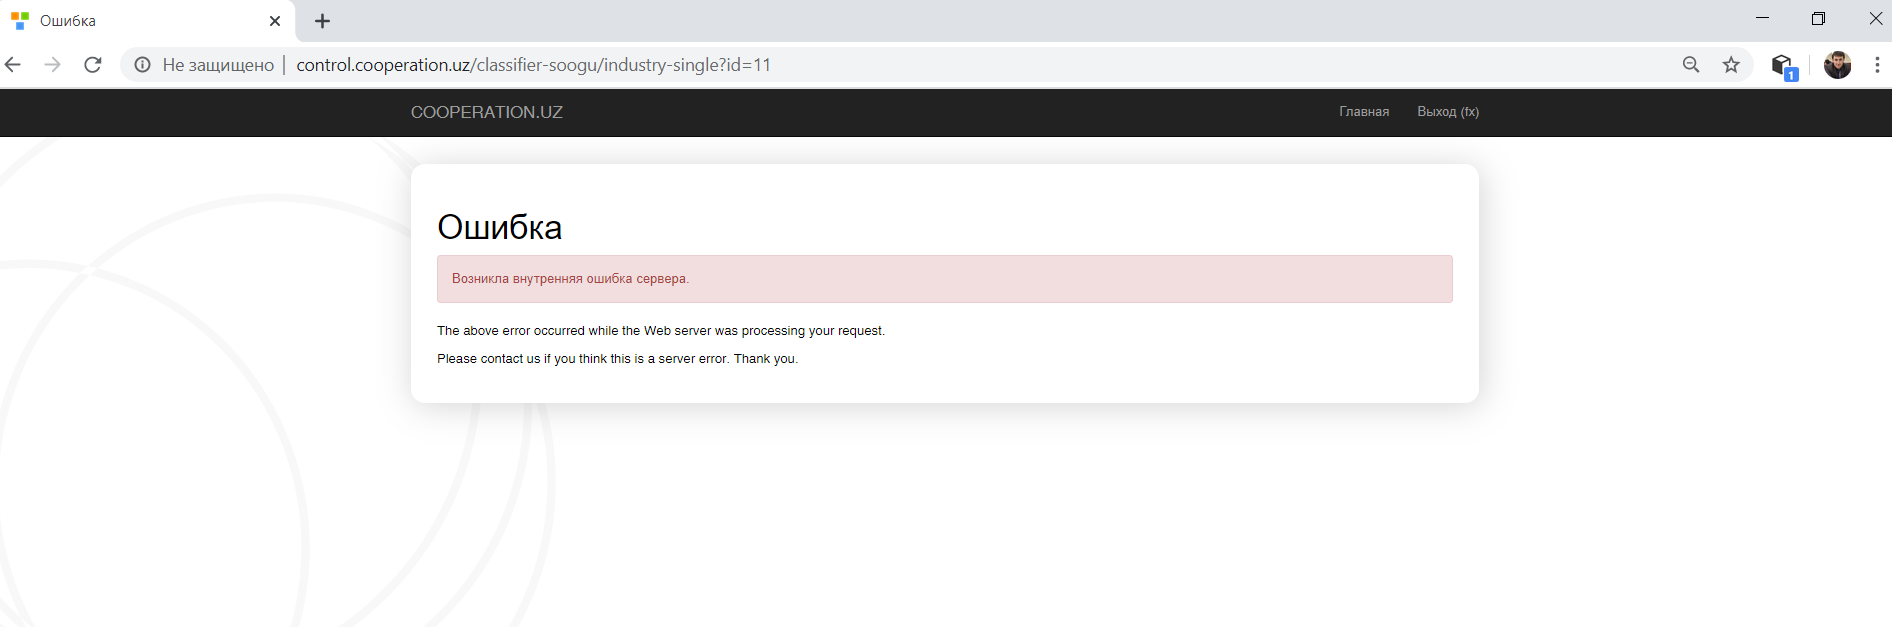 Ошибка
Не защищено control.cooperation.uz/classifier-soogu/industry-single?id=11
1
COOPERATION.UZ
Главная
Выход (fx)
Ошибка
Возникла внутренняя ошибка сервера.
The above error occurred while the Web server was processing your request.
Please contact us if you think this is a server error. Thank you.